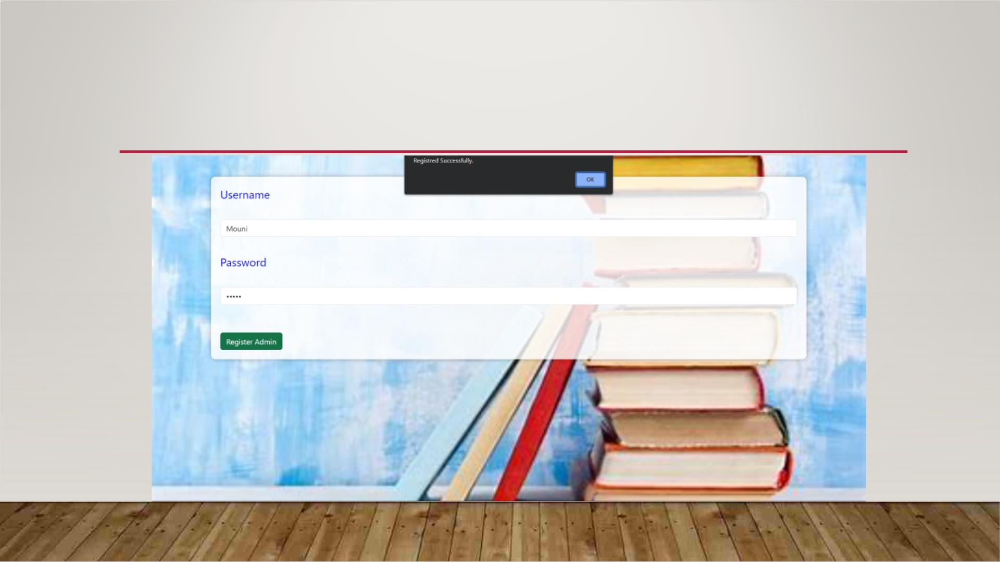 Registred Successfully.
OK
Username
Mouni
Password
•••••
Register Admin